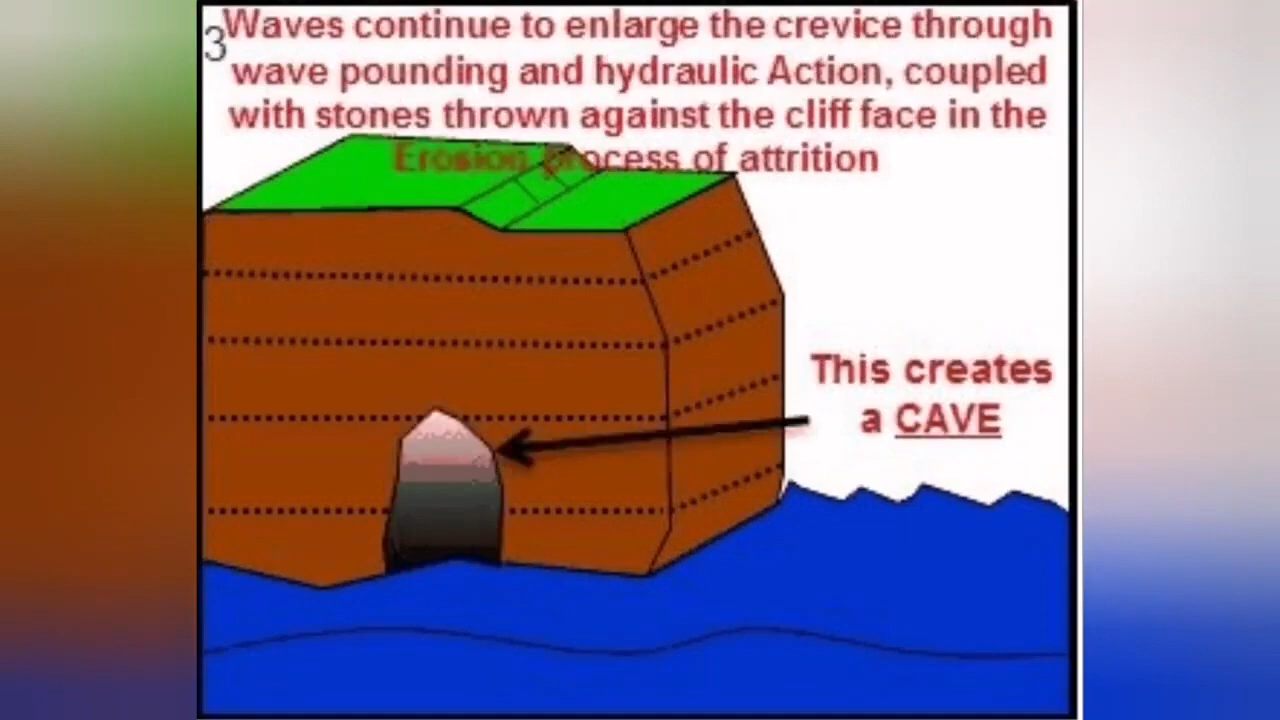 3
Waves continue to enlarge the crevice through
wave pounding and hydraulic Action, coupled
with stones thrown against the cliff face in the
Erosion process of attrition
This creates
a CAVE